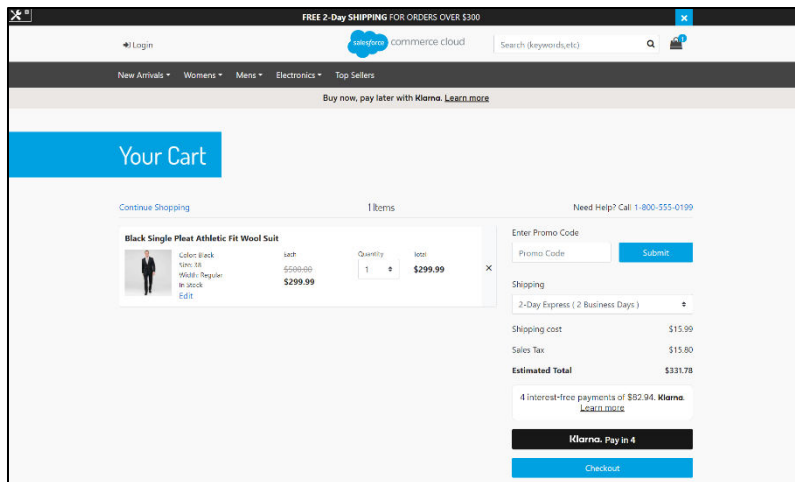 FREE 2-Day SHIPPING FOR ORDERS OVER $300
Login
salesforce commerce cloud
Search (keywords,etc)
1
New Arrivals Womens Mens Electronics Top Sellers
Buy now, pay later with Klarna. Learn more
Your Cart
Continue Shopping
1 Items
Need Help? Call 1-800-555-0199
Black Single Pleat Athletic Fit Wool Suit
Color: Black
Size: 38
Width: Regular
In Stock
Edit
Each
$500.00
$299.99
Quantity
1
Total
$299.99
Enter Promo Code
Promo Code
Submit
Shipping
2-Day Express ( 2 Business Days )
Shipping cost $15.99
Sales Tax $15.80
Estimated Total $331.78
4 interest-free payments of $82.94. Klarna.
Learn more
Klarna. Pay in 4
Checkout